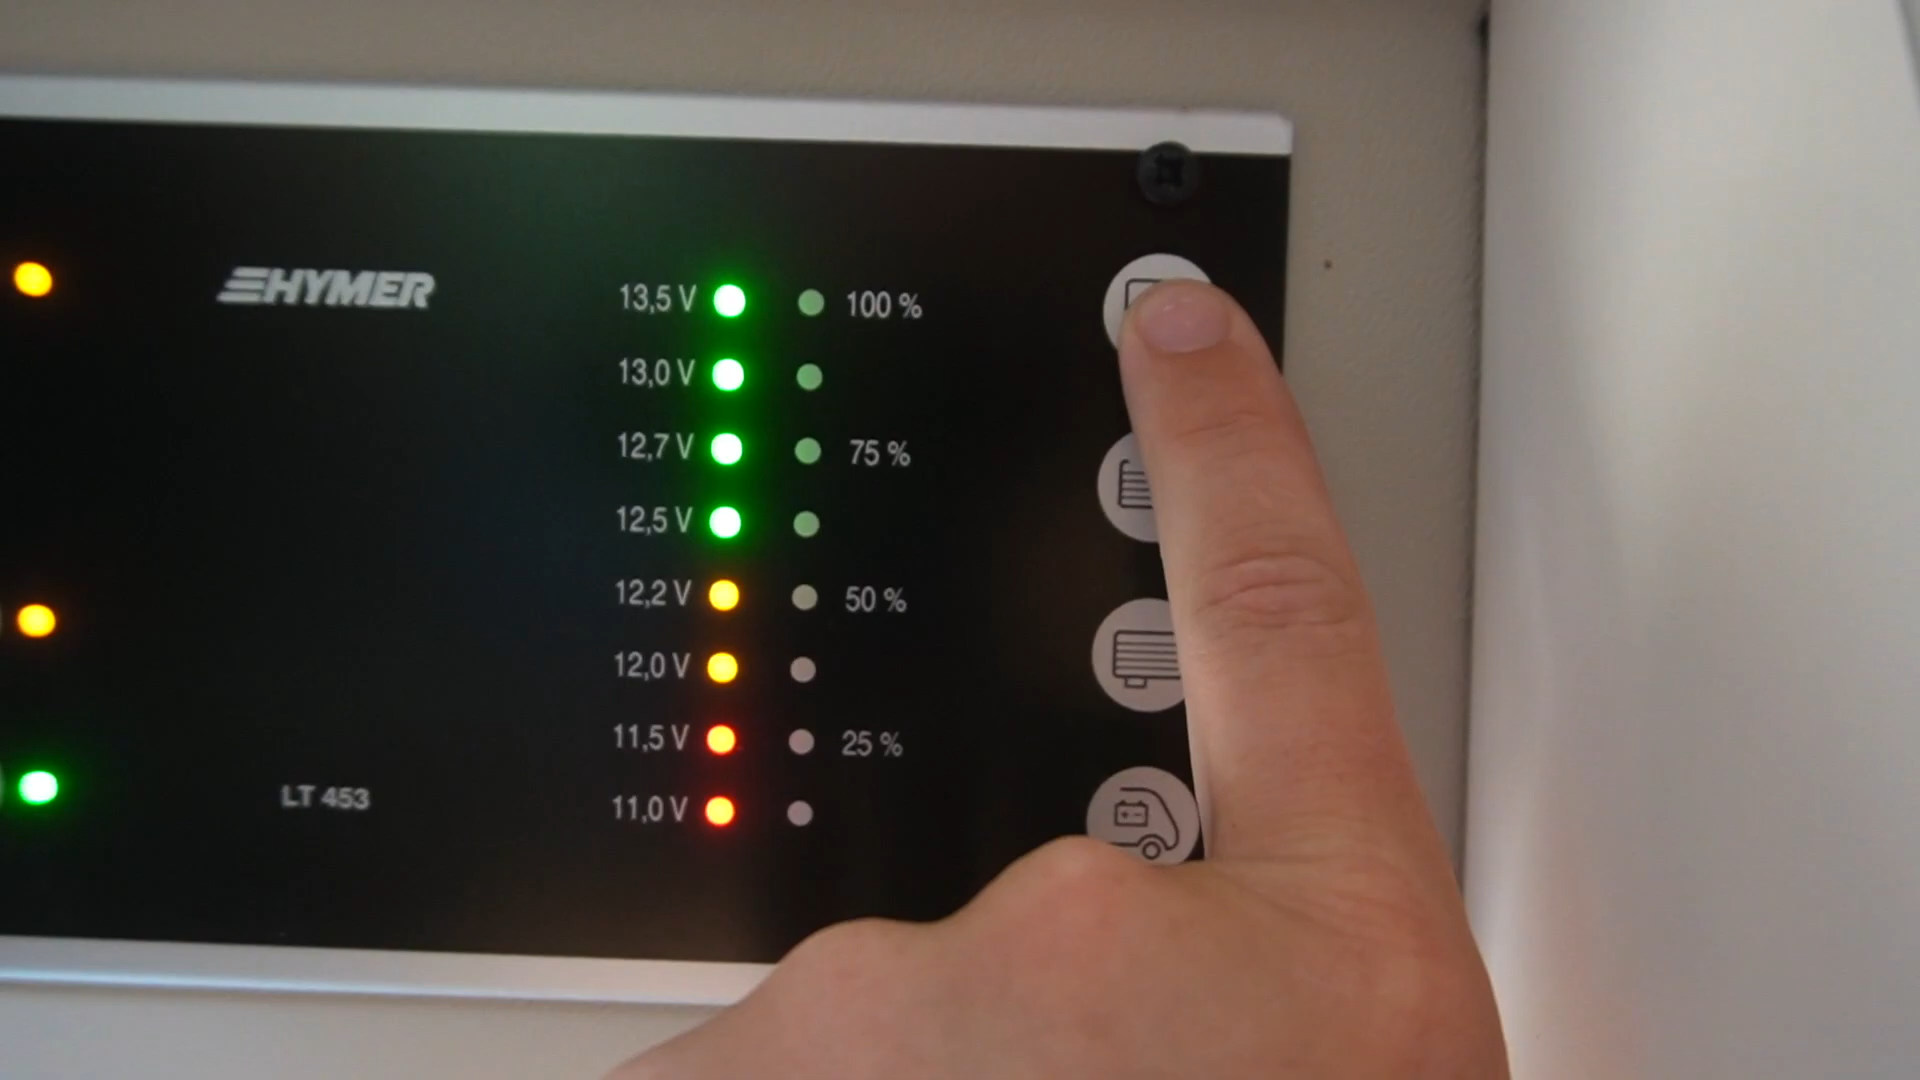 HYMER
13,5 V 100 %
13,0 V
12,7 V 75 %
12,5 V
12,2 V 50 %
12,0 V
11,5 V 25 %
11,0 V
LT 453